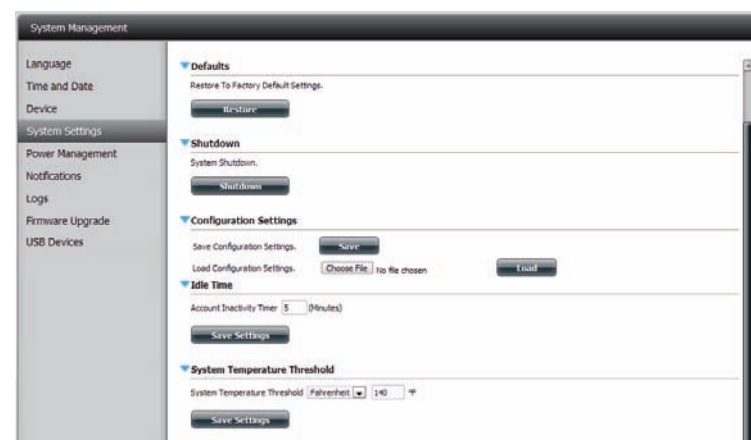 System Management
Language
Time and Date
Device
System Settings
Power Management
Notifications
Logs
Firmware Upgrade
USB Devices
Defaults
Restore To Factory Default Settings.
Restore
Shutdown
System Shutdown.
Shutdown
Configuration Settings
Save Configuration Settings. Save
Load Configuration Settings. Choose File No file chosen Load
Idle Time
Account Inactivity Timer 5 (Minutes)
Save Settings
System Temperature Threshold
System Temperature Threshold Fahrenheit 140 °F
Save Settings